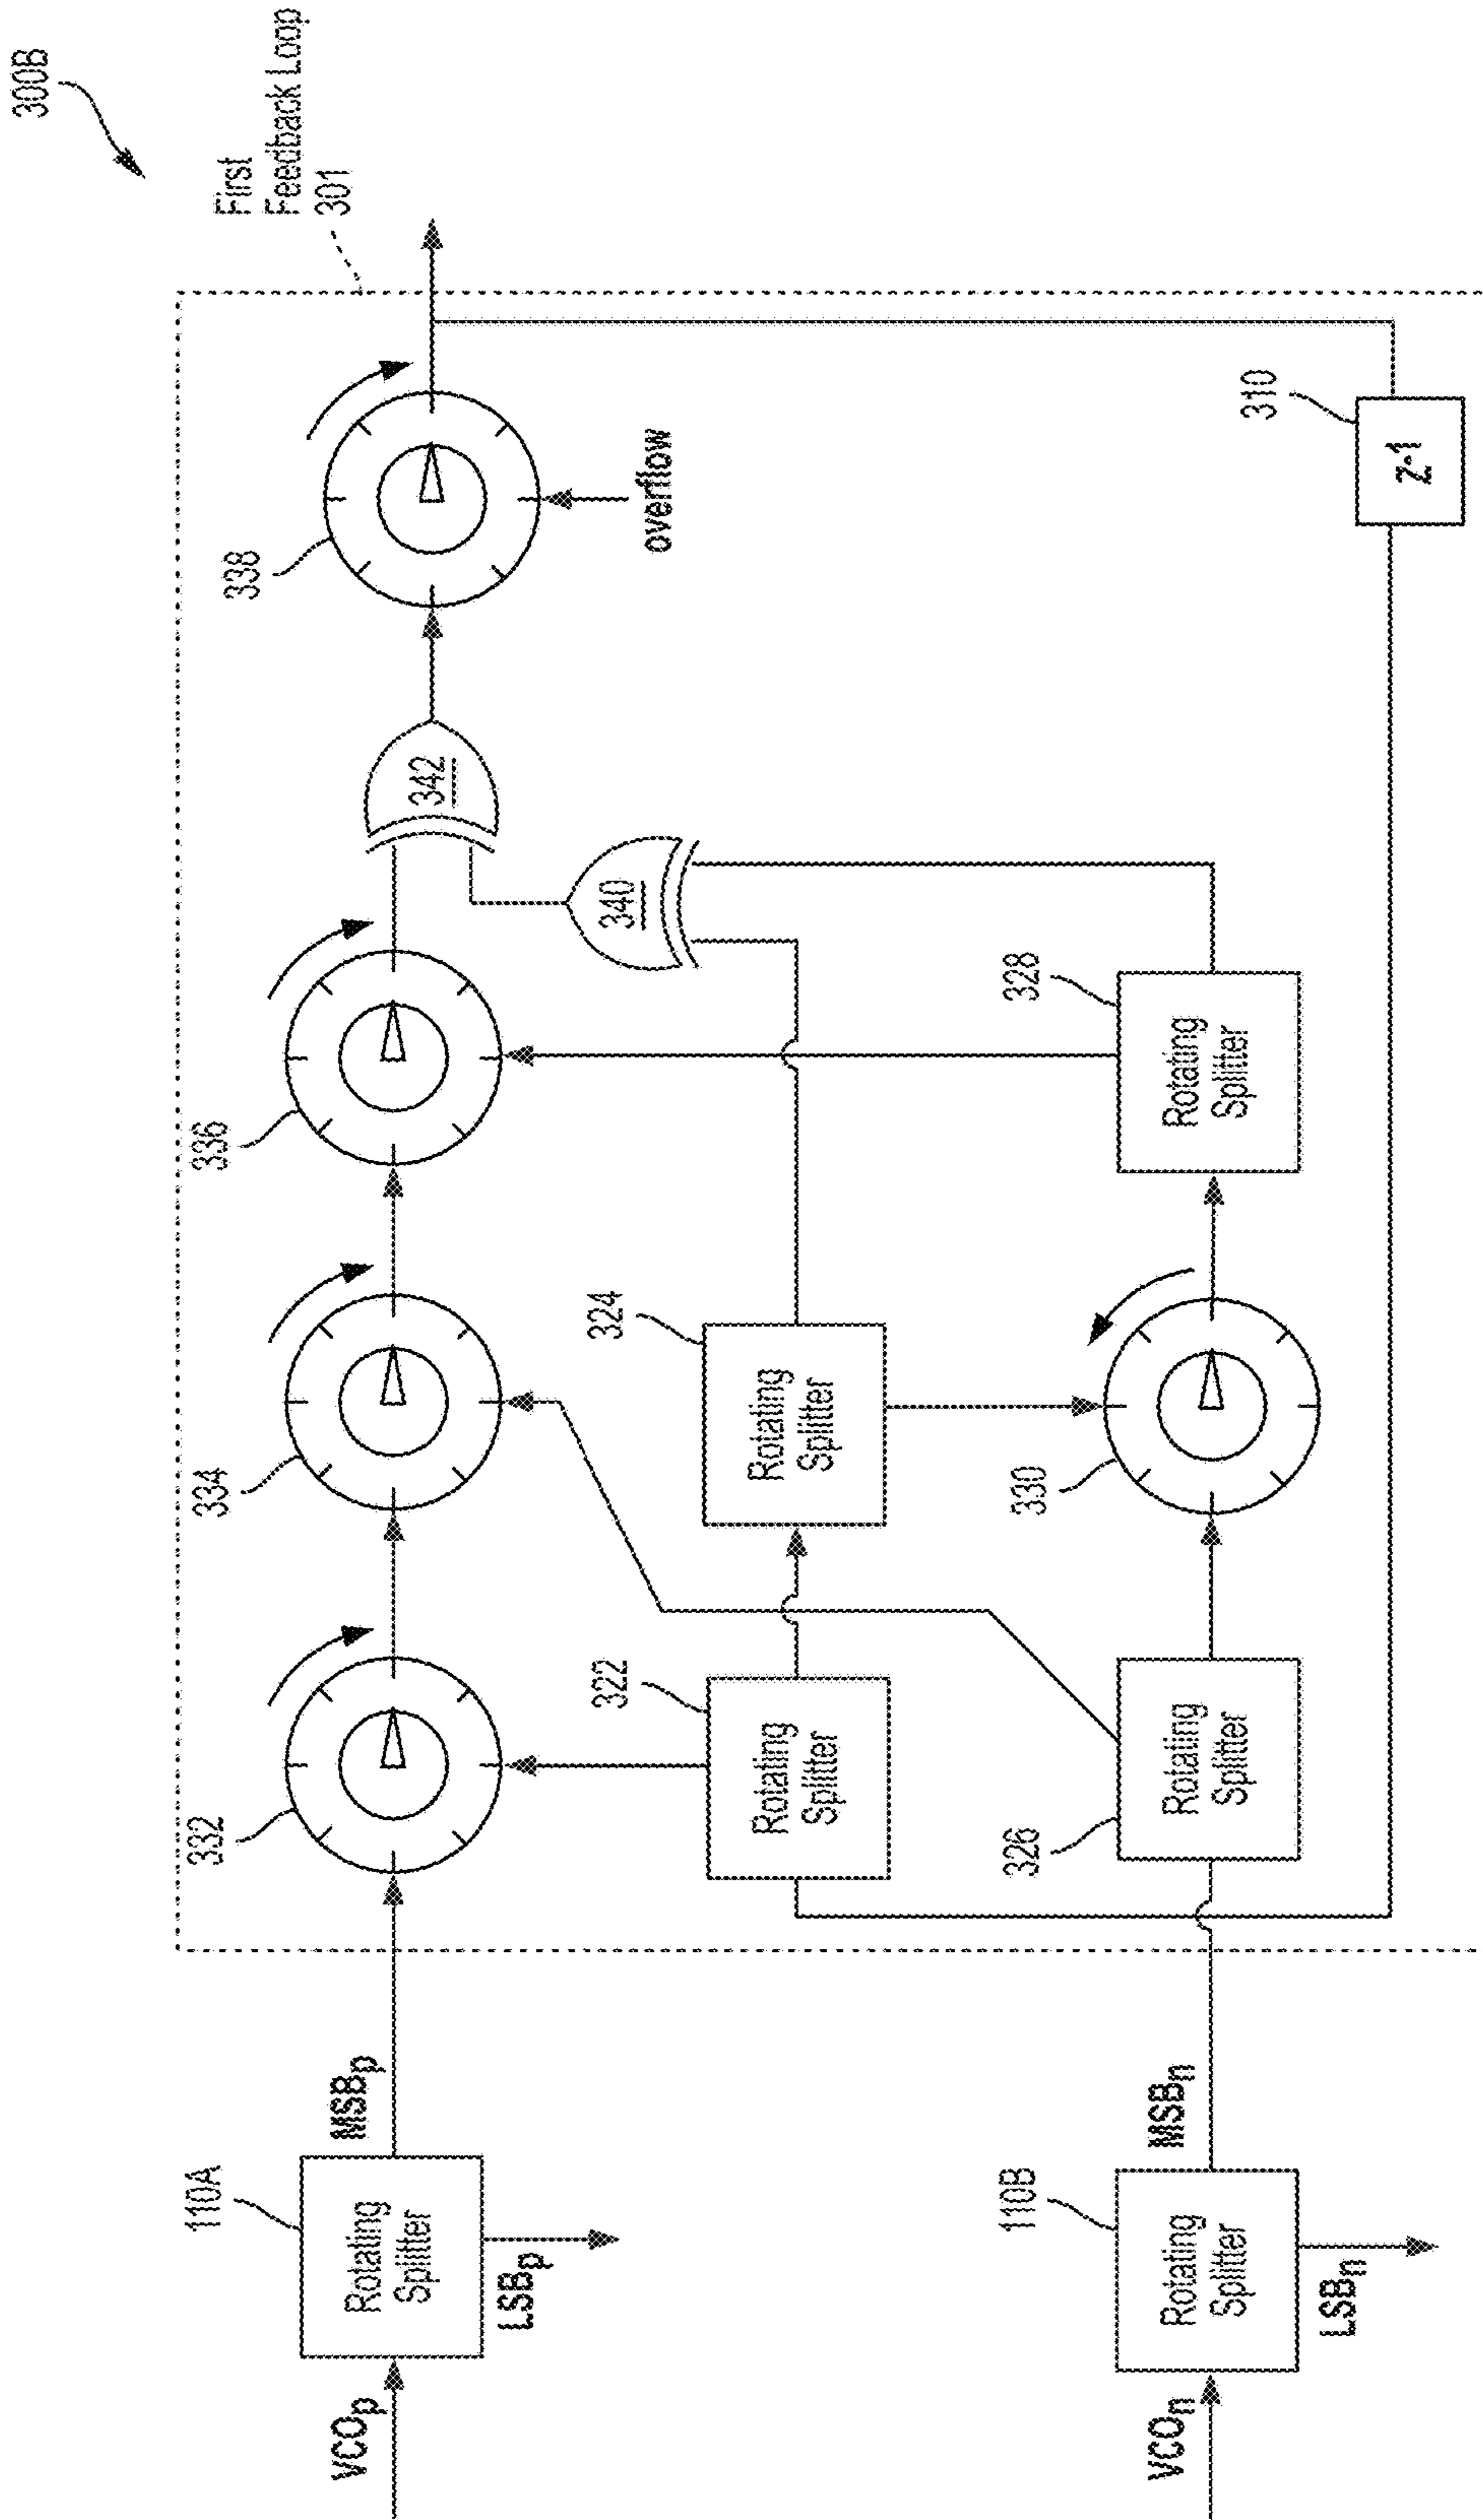 300B
First
Feedback Loop
301
338
overflow
310
z-1
342
340
336
328
Rotating
Splitter
334
324
Rotating
Splitter
330
332
322
Rotating
Splitter
326
Rotating
Splitter
MSBp
110A
Rotating
Splitter
LSBp
VCOp
MSBn
110B
Rotating
Splitter
LSBn
VCOn